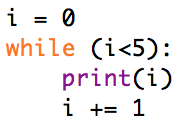 i = 0
while (i<5):
    print(i)
    i += 1